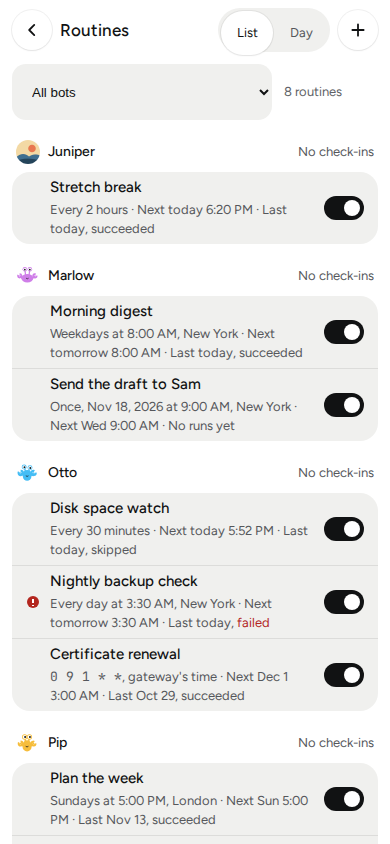 Routines
List
Day
All bots
8 routines
Juniper
No check-ins
Stretch break
Every 2 hours · Next today 6:20 PM · Last
today, succeeded
Marlow
No check-ins
Morning digest
Weekdays at 8:00 AM, New York · Next
tomorrow 8:00 AM · Last today, succeeded
Send the draft to Sam
Once, Nov 18, 2026 at 9:00 AM, New York ·
Next Wed 9:00 AM · No runs yet
Otto
No check-ins
Disk space watch
Every 30 minutes · Next today 5:52 PM · Last
today, skipped
Nightly backup check
Every day at 3:30 AM, New York · Next
tomorrow 3:30 AM · Last today, failed
Certificate renewal
0 9 1 * *, gateway's time · Next Dec 1
3:00 AM · Last Oct 29, succeeded
Pip
No check-ins
Plan the week
Sundays at 5:00 PM, London · Next Sun 5:00
PM · Last Nov 13, succeeded